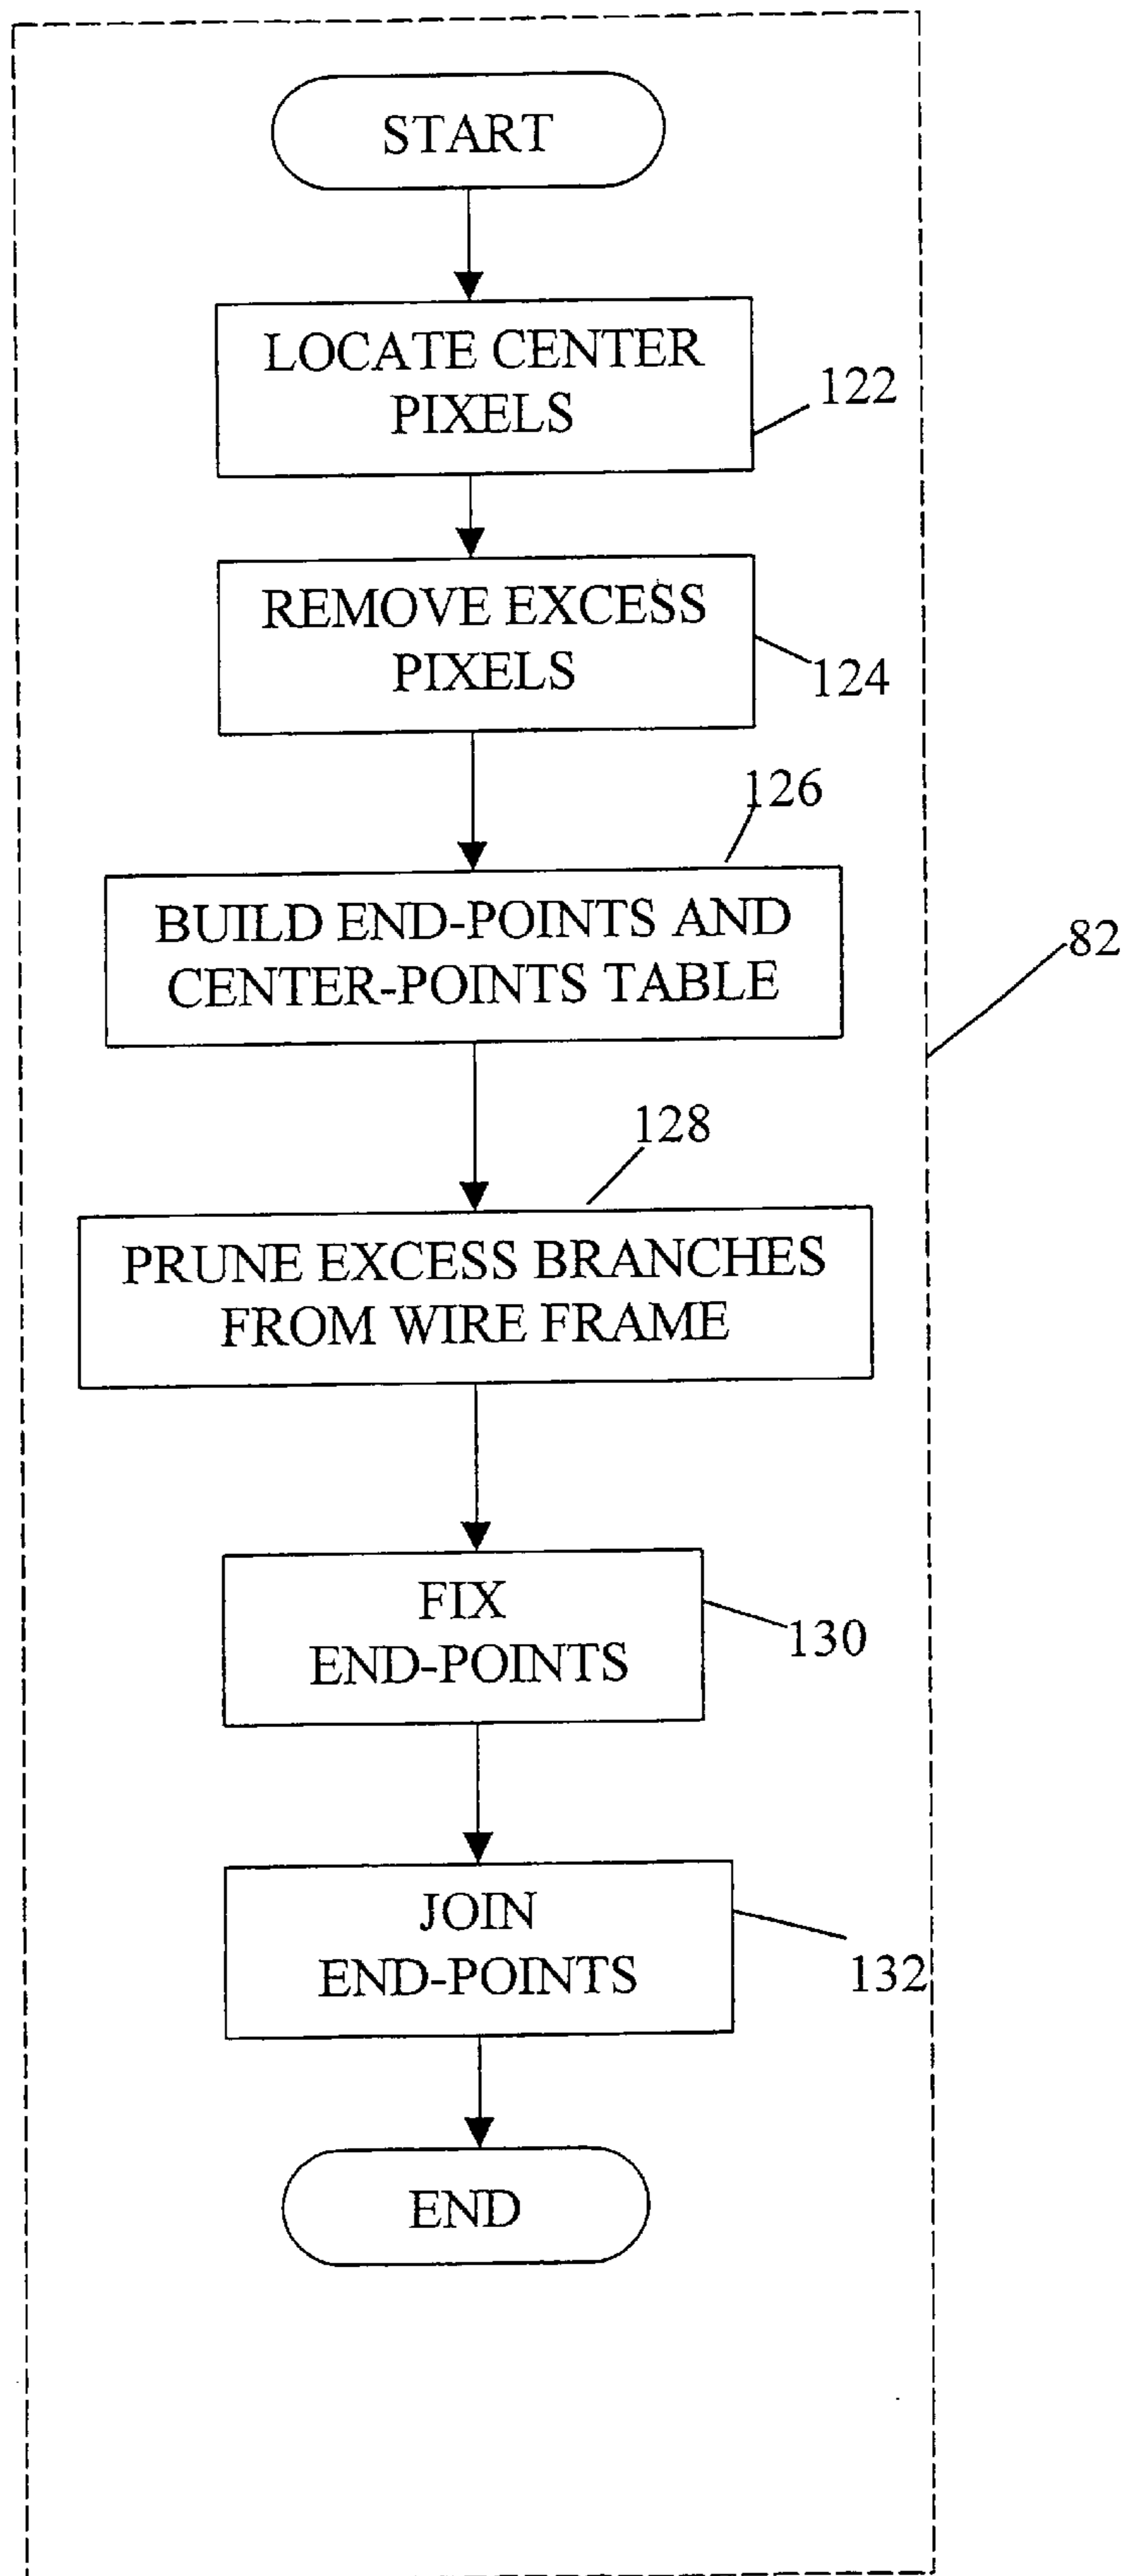 START
LOCATE CENTER
PIXELS
122
REMOVE EXCESS
PIXELS
124
126
BUILD END-POINTS AND
CENTER-POINTS TABLE
82
128
PRUNE EXCESS BRANCHES
FROM WIRE FRAME
FIX
END-POINTS
130
JOIN
END-POINTS
132
END